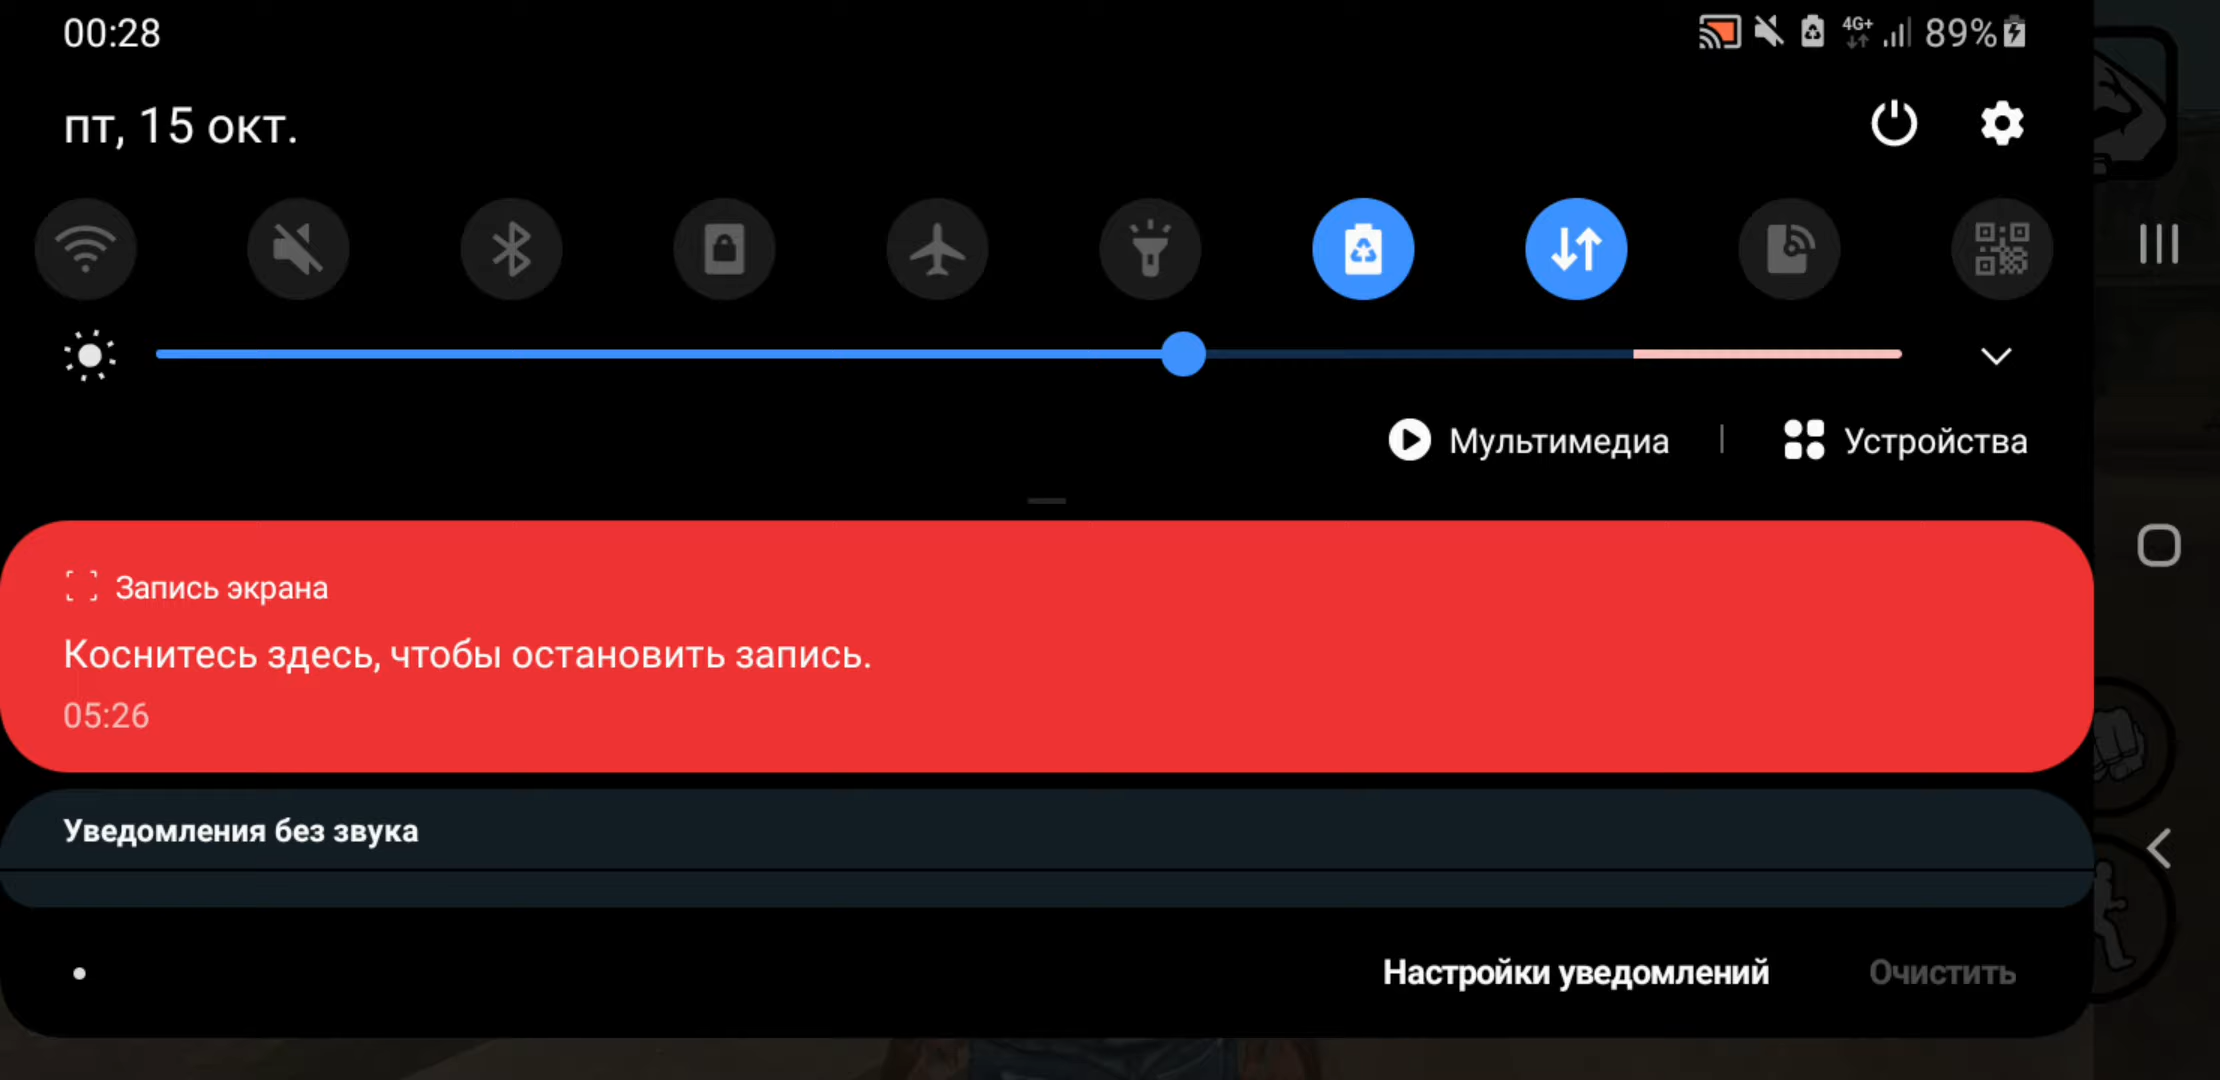 00:28
4G+ 89%
пт, 15 окт.
Мультимедиа | Устройства
Запись экрана
Коснитесь здесь, чтобы остановить запись.
05:26
Уведомления без звука
Настройки уведомлений Очистить